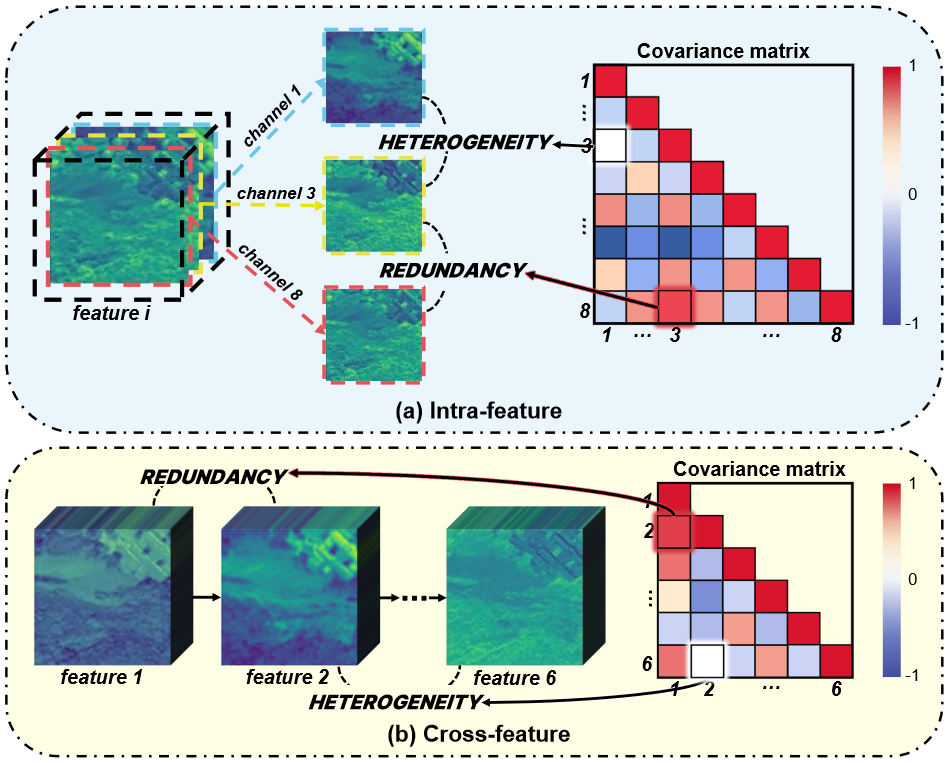 channel 1
channel 3
channel 8
feature i
HETEROGENEITY
REDUNDANCY
Covariance matrix
1
...
3
...
8
1
...
3
...
8
1
0
-1
(a) Intra-feature
REDUNDANCY
feature 1
feature 2
feature 6
HETEROGENEITY
Covariance matrix
1
2
...
6
1
2
...
6
1
0
-1
(b) Cross-feature